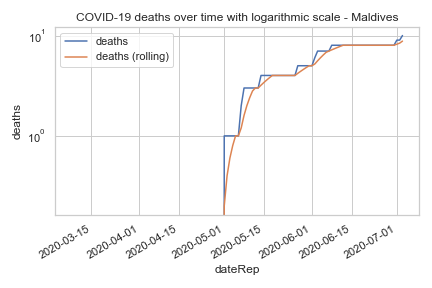 COVID-19 deaths over time with logarithmic scale - Maldives
deaths
deaths (rolling)
10¹
10⁰
deaths
2020-03-15
2020-04-01
2020-04-15
2020-05-01
2020-05-15
2020-06-01
2020-06-15
2020-07-01
dateRep